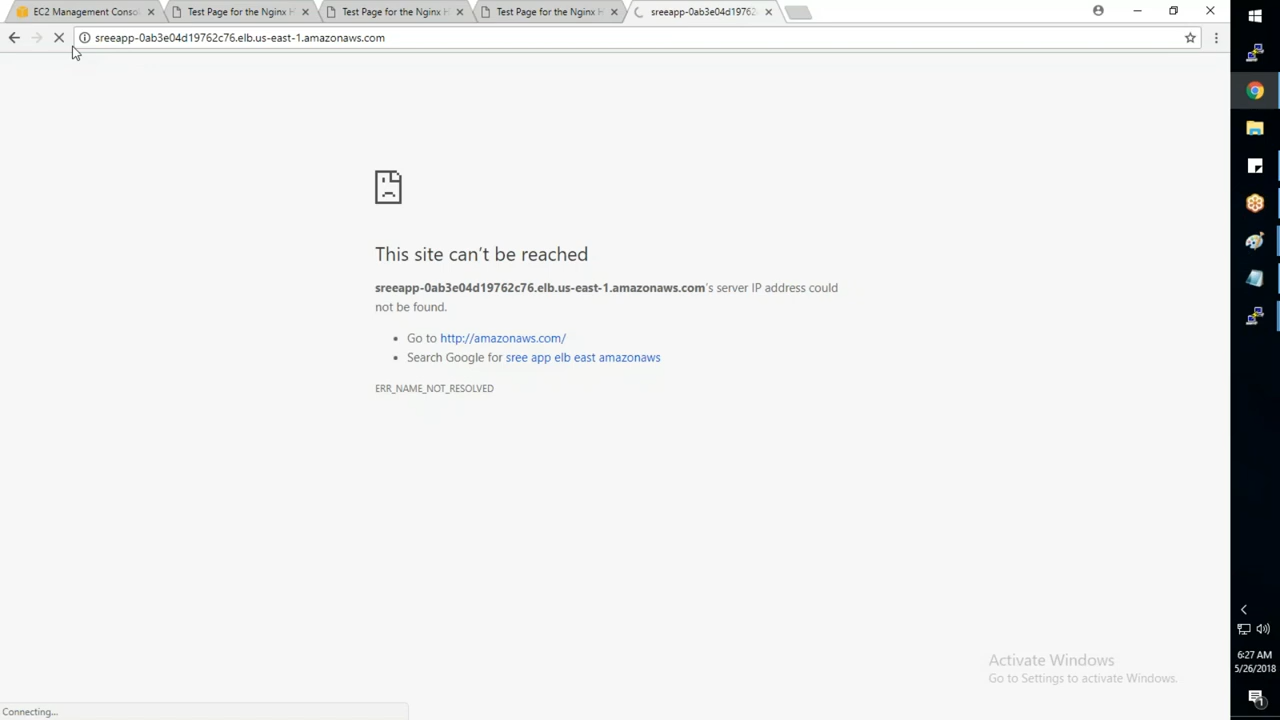 EC2 Management Consol
Test Page for the Nginx H
Test Page for the Nginx H
Test Page for the Nginx H
sreeapp-0ab3e04d19762
sreeapp-0ab3e04d19762c76.elb.us-east-1.amazonaws.com
This site can't be reached
sreeapp-0ab3e04d19762c76.elb.us-east-1.amazonaws.com's server IP address could
not be found.
• Go to http://amazonaws.com/
• Search Google for sree app elb east amazonaws
ERR_NAME_NOT_RESOLVED
Activate Windows
Go to Settings to activate Windows.
Connecting...
6:27 AM
5/26/2018
1